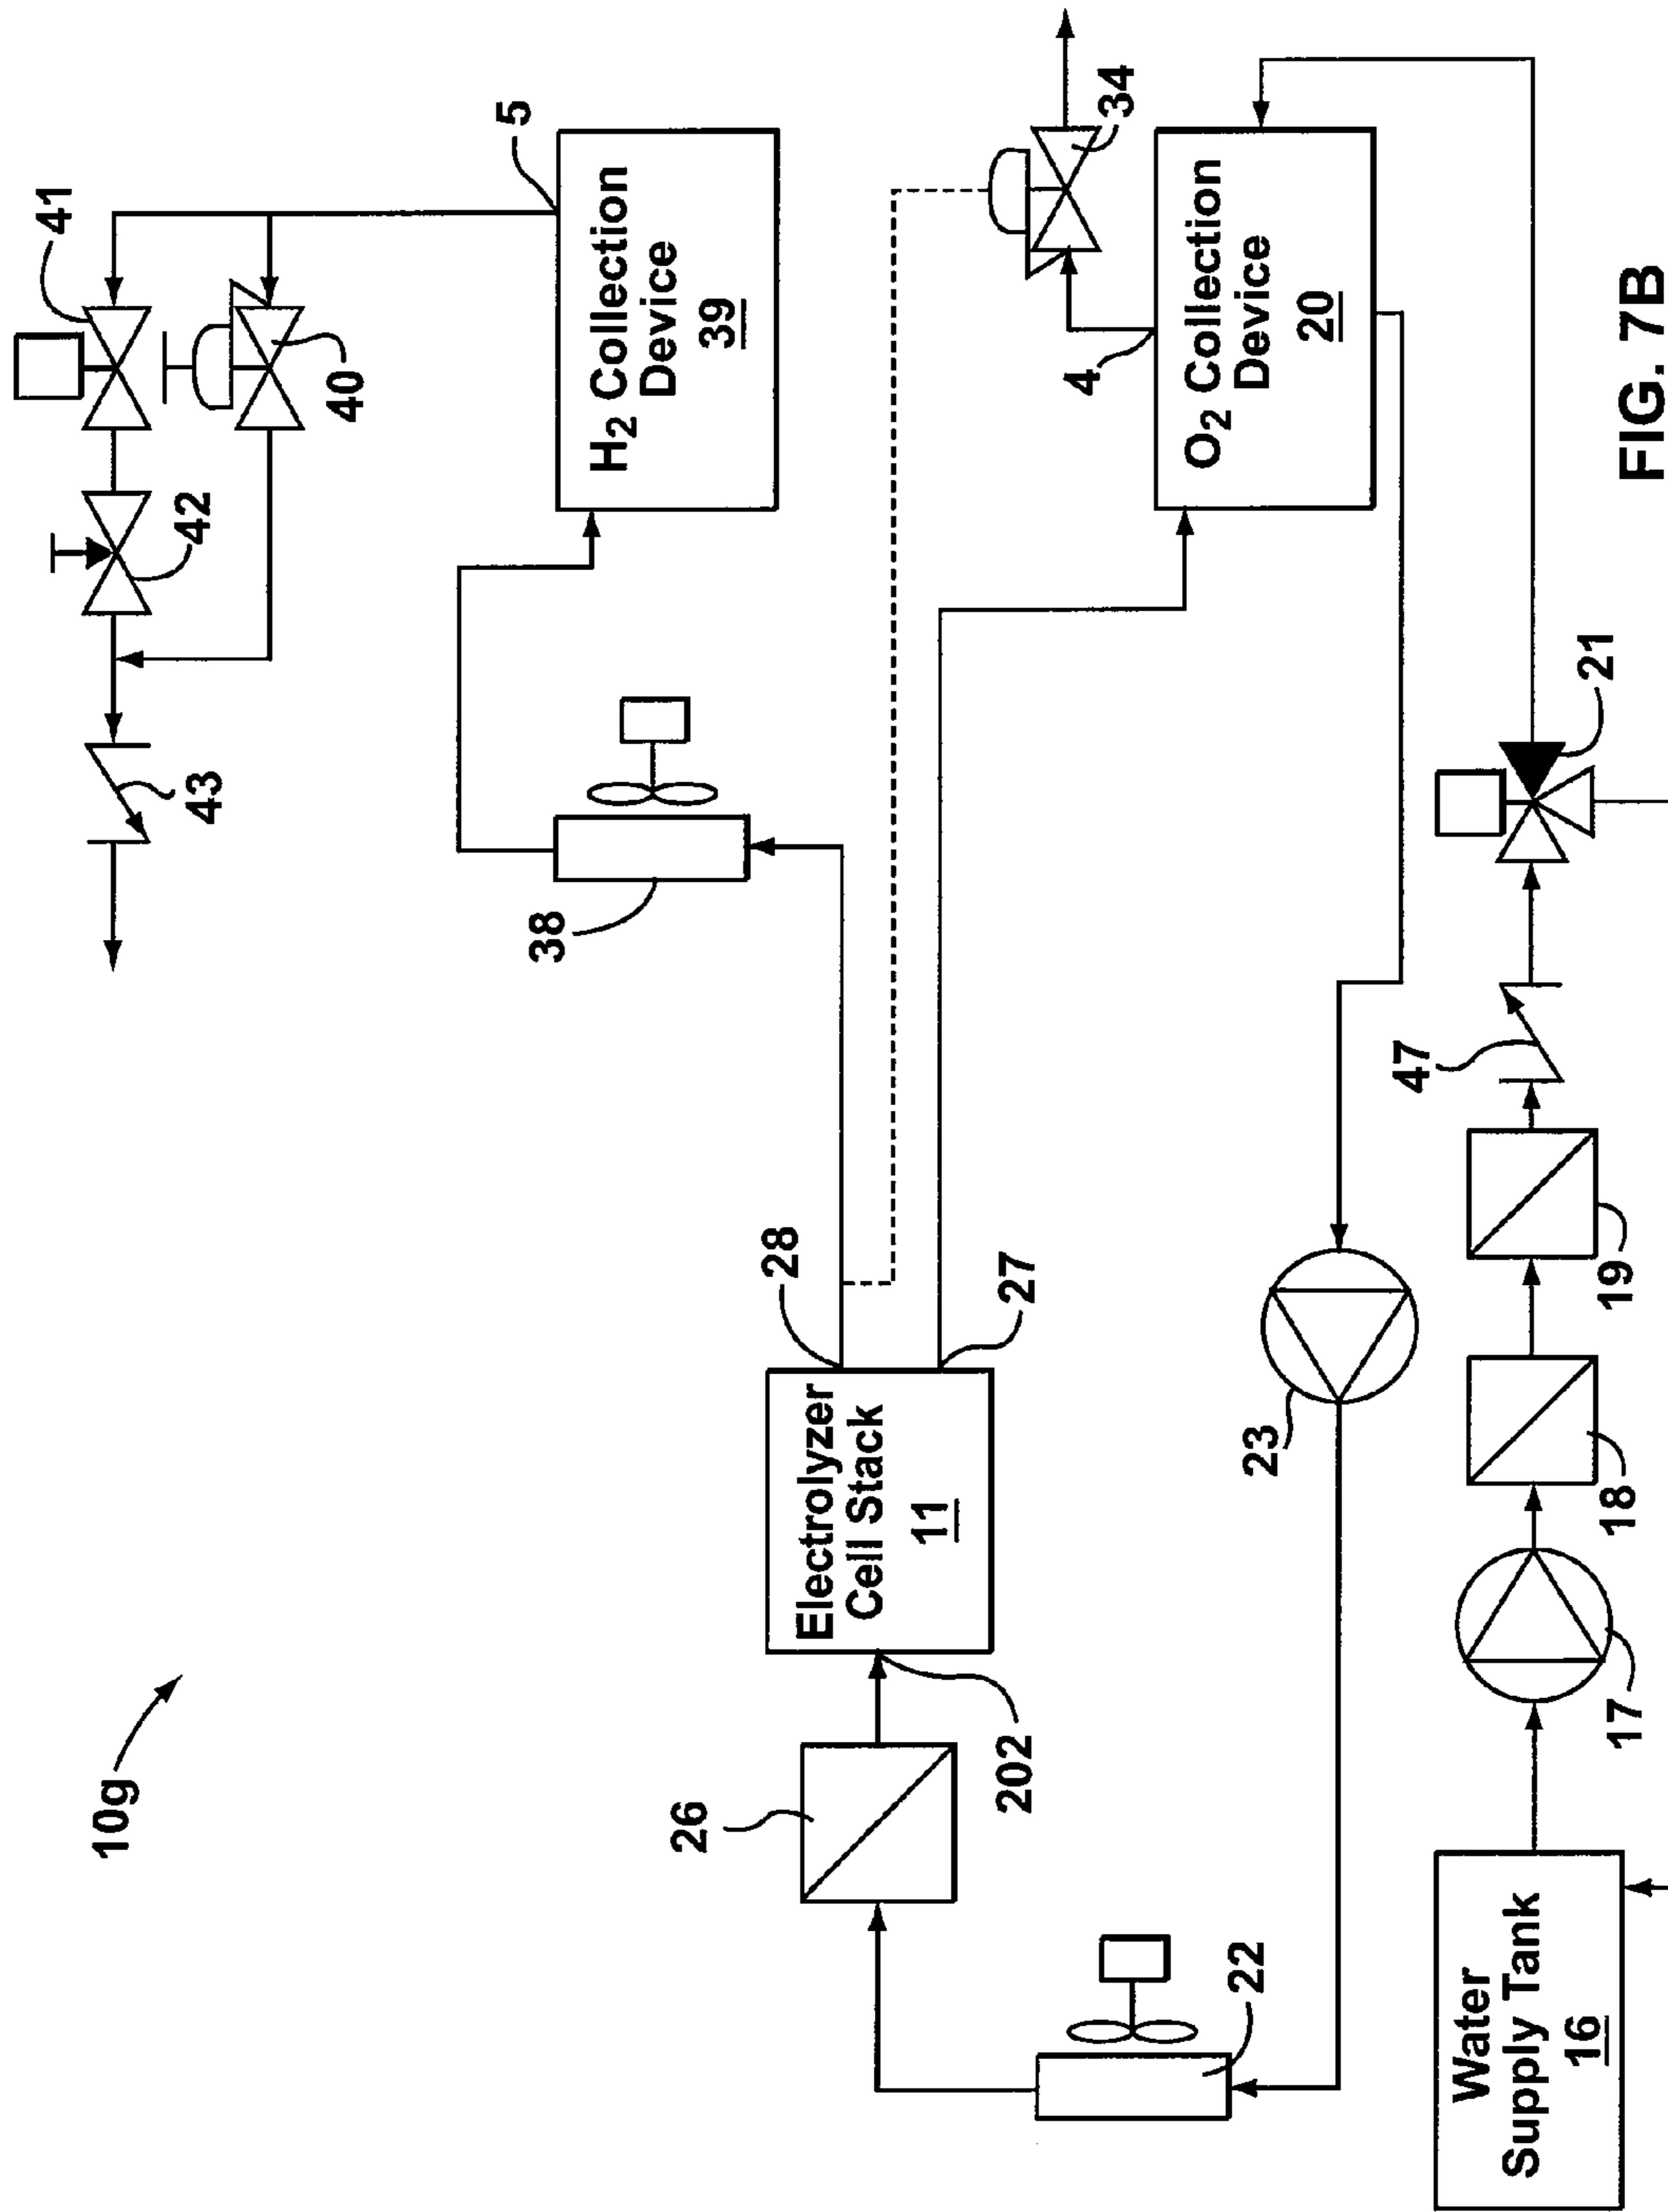 10g
41
5
42
40
43
H2 Collection
Device
39
38
34
4
O2 Collection
Device
20
28
27
Electrolyzer
Cell Stack
11
26
202
23
22
21
47
19
18
17
Water
Supply Tank
16
FIG. 7B